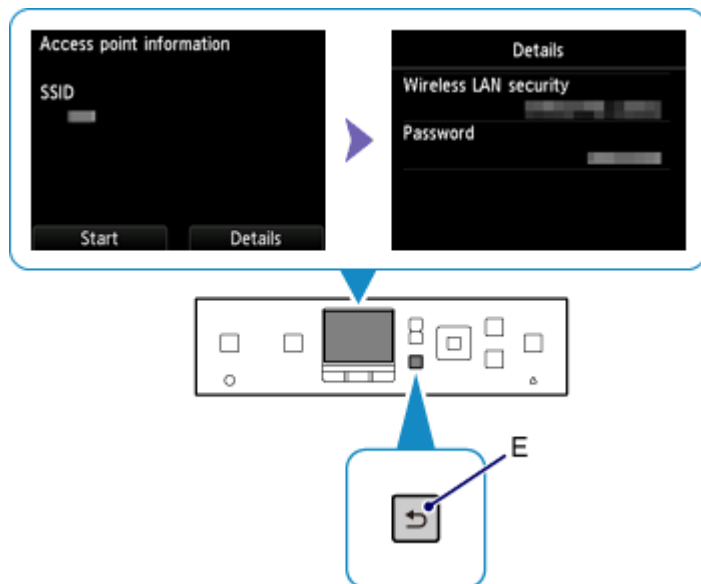 Access point information
SSID
Start
Details
Details
Wireless LAN security
Password
E